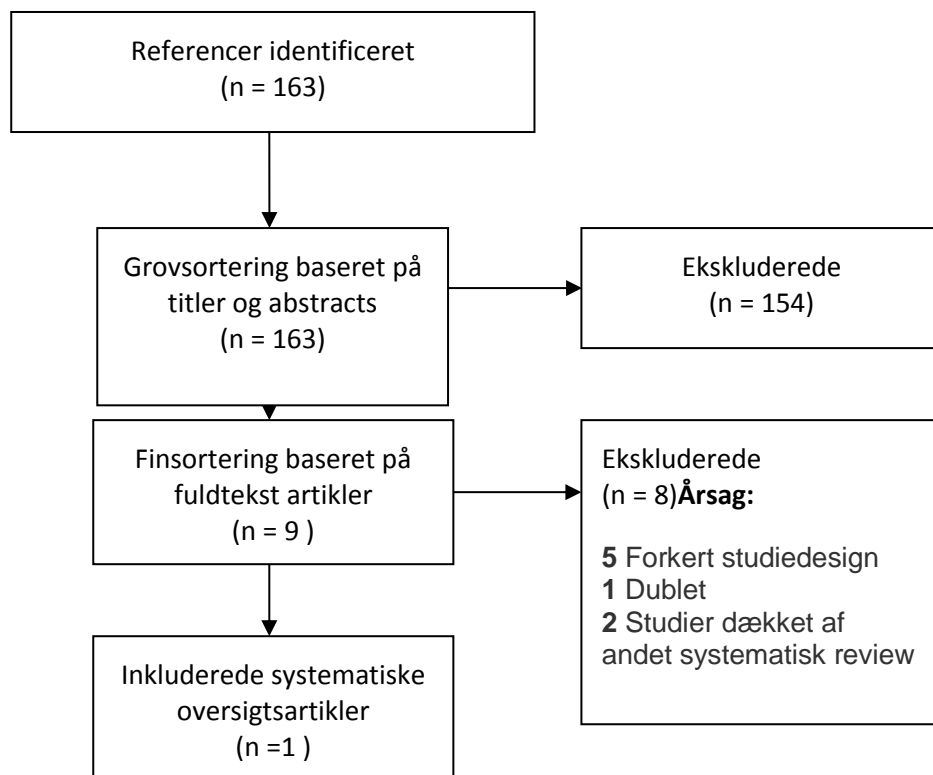 Referencer identificeret
(n = 163)
Grovsortering baseret på
titler og abstracts
(n = 163)
Ekskluderede
(n = 154)
Finsortering baseret på
fuldtekst artikler
(n = 9 )
Ekskluderede
(n = 8)Årsag:
5 Forkert studiedesign
1 Dublet
2 Studier dækket af
andet systematisk review
Inkluderede systematiske
oversigtsartikler
(n =1 )